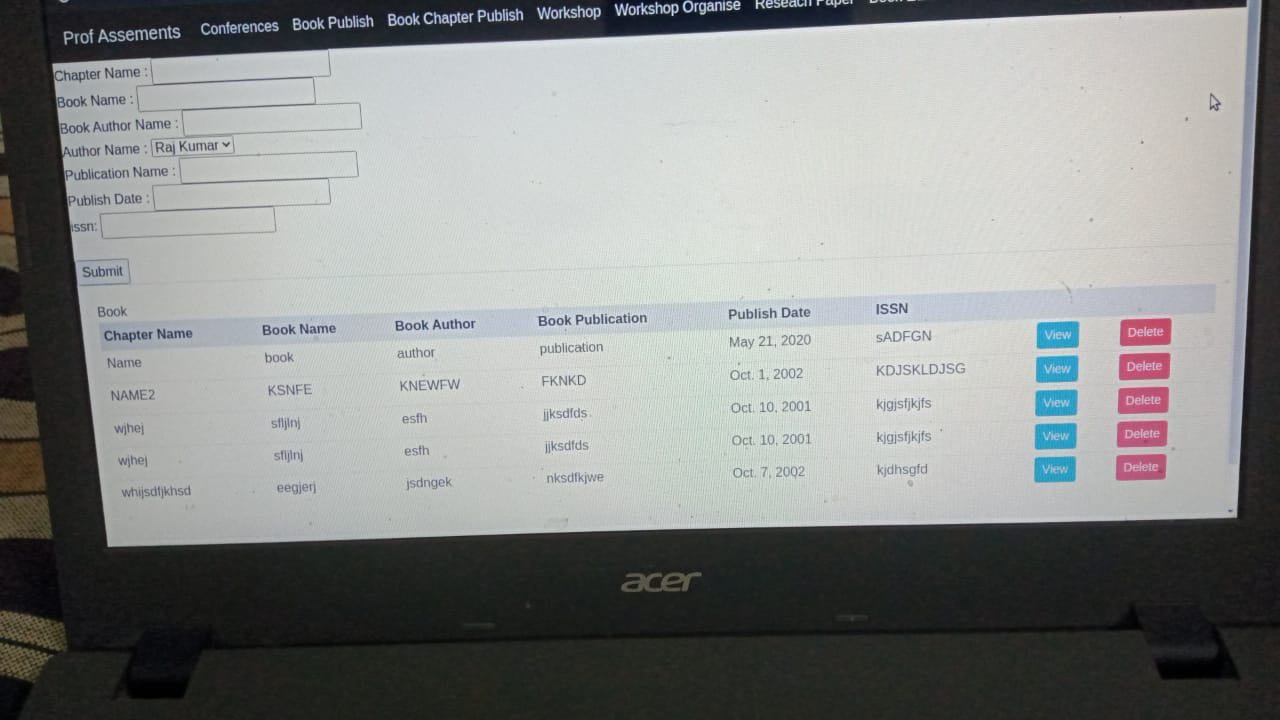 Prof Assements Conferences Book Publish Book Chapter Publish Workshop Workshop Organise Reseach Paper
Chapter Name :
Book Name :
Book Author Name :
Author Name : Raj Kumar
Publication Name :
Publish Date :
issn:
Submit
Book
Chapter Name Book Name Book Author Book Publication Publish Date ISSN
Name book author publication May 21, 2020 sADFGN View Delete
NAME2 KSNFE KNEWFW FKNKD Oct. 1, 2002 KDJSKLDJSG View Delete
wjhej sfljlnj esfh jjksdfds Oct. 10, 2001 kjgjsfjkjfs View Delete
wjhej sfljlnj esfh jjksdfds Oct. 10, 2001 kjgjsfjkjfs View Delete
whijsdfjkhsd eegjerj jsdngek nksdfkjwe Oct. 7, 2002 kjdhsgfd View Delete
acer